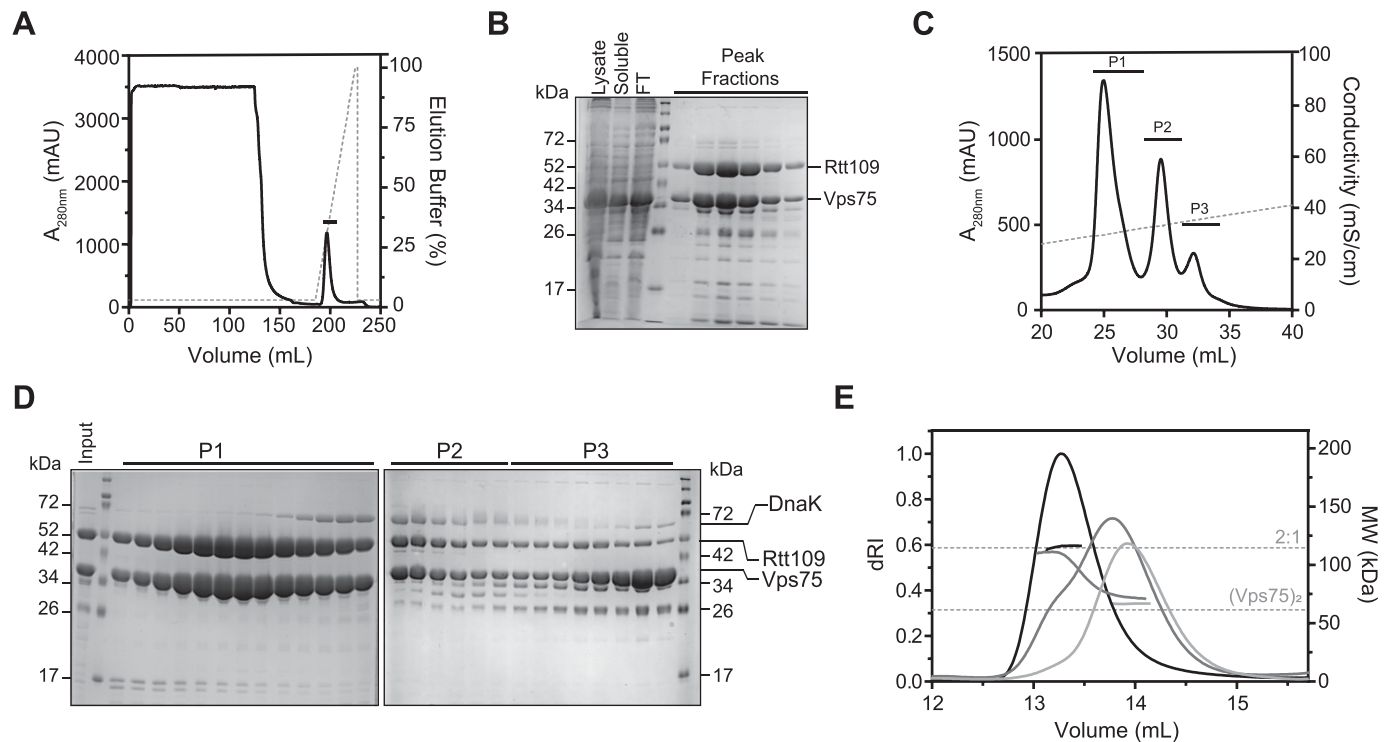 A
4000
3000
2000
1000
0
A280nm (mAU)
0 50 100 150 200 250
Volume (mL)
100
75
50
25
0
Elution Buffer (%)
B
kDa
Lysate
Soluble
FT
Peak
Fractions
72
52
42
34
26
17
Rtt109
Vps75
C
1500
1000
500
0
A280nm (mAU)
P1
P2
P3
20 25 30 35 40
Volume (mL)
100
80
60
40
20
0
Conductivity (mS/cm)
D
kDa
Input
P1
P2
P3
kDa
72
52
42
34
26
17
72
42
34
26
17
DnaK
Rtt109
Vps75
E
1.0
0.8
0.6
0.4
0.2
0.0
dRI
2:1
(Vps75)₂
12 13 14 15
Volume (mL)
200
150
100
50
0
MW (kDa)